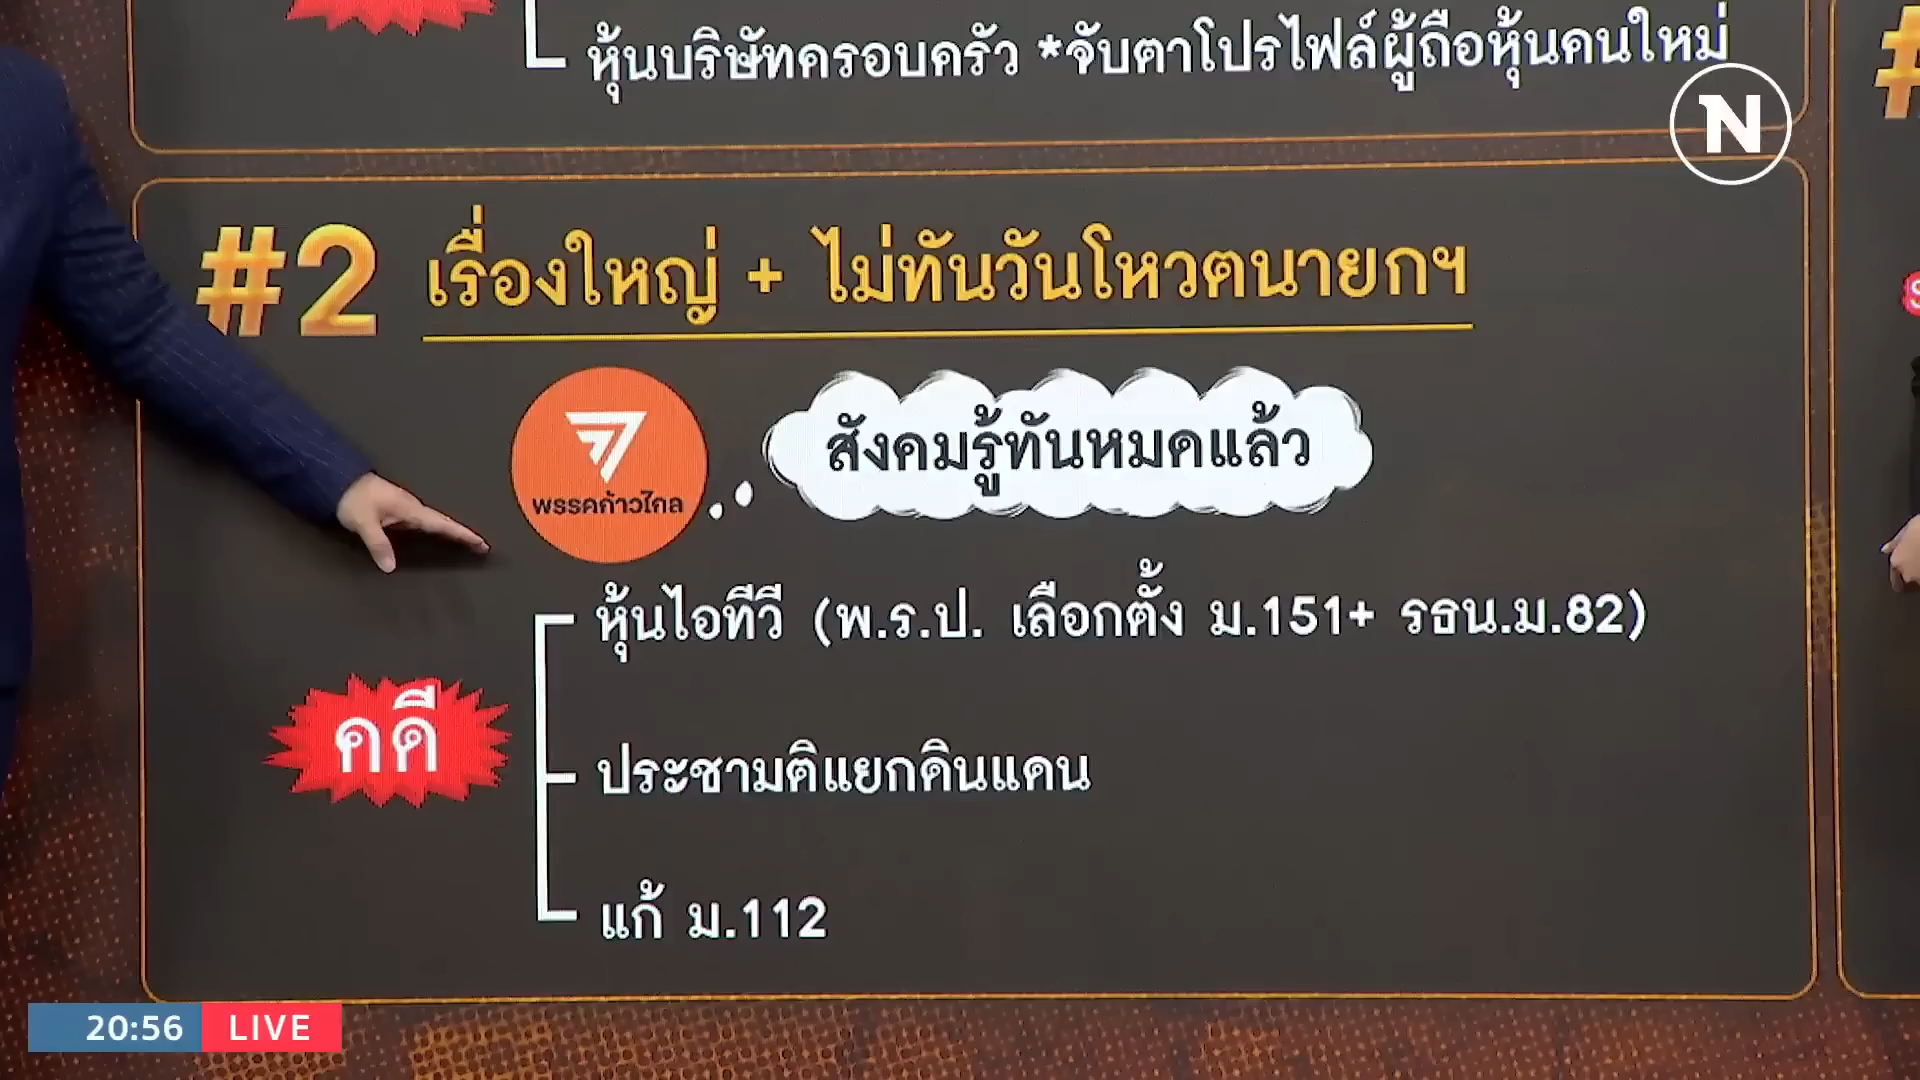 หุ้นบริษัทครอบครัว *จับตาโปรไฟล์ผู้ถือหุ้นคนใหม่
N
#2 เรื่องใหญ่ + ไม่ทันวันโหวตนายกฯ
พรรคก้าวไกล
สังคมรู้ทันหมดแล้ว
คดี
หุ้นไอทีวี (พ.ร.ป. เลือกตั้ง ม.151+ รธน.ม.82)
ประชามติแยกดินแดน
แก้ ม.112
20:56 LIVE